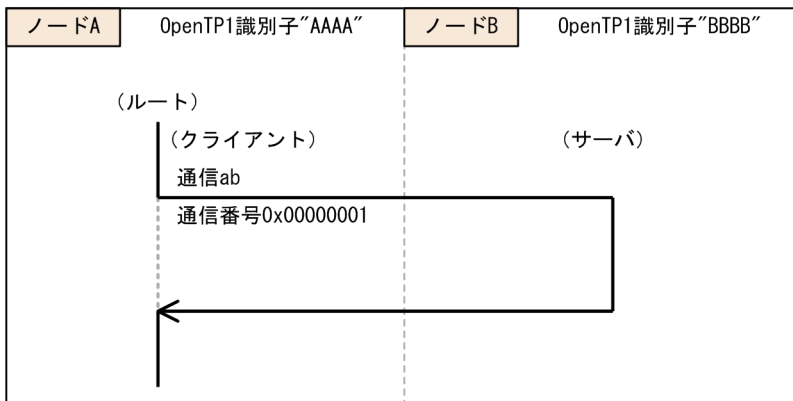 ノードA OpenTP1識別子"AAAA" ノードB OpenTP1識別子"BBBB"
（ルート）
（クライアント） （サーバ）
通信ab
通信番号0x00000001